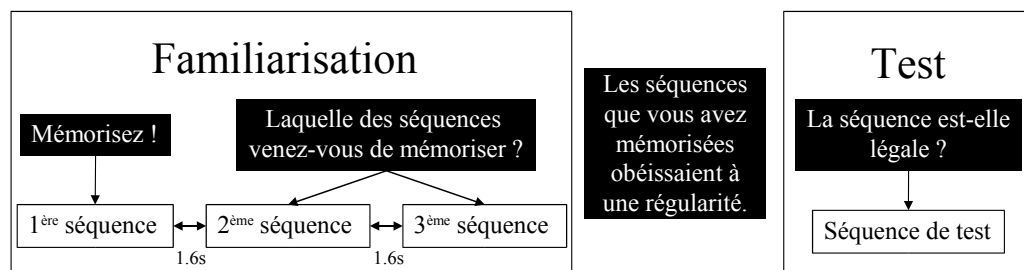 Familiarisation
Mémorisez !
Laquelle des séquences
venez-vous de mémoriser ?
1ère séquence
2ème séquence
3ème séquence
1.6s
1.6s
Les séquences
que vous avez
mémorisées
obéissaient à
une régularité.
Test
La séquence est-elle
légale ?
Séquence de test